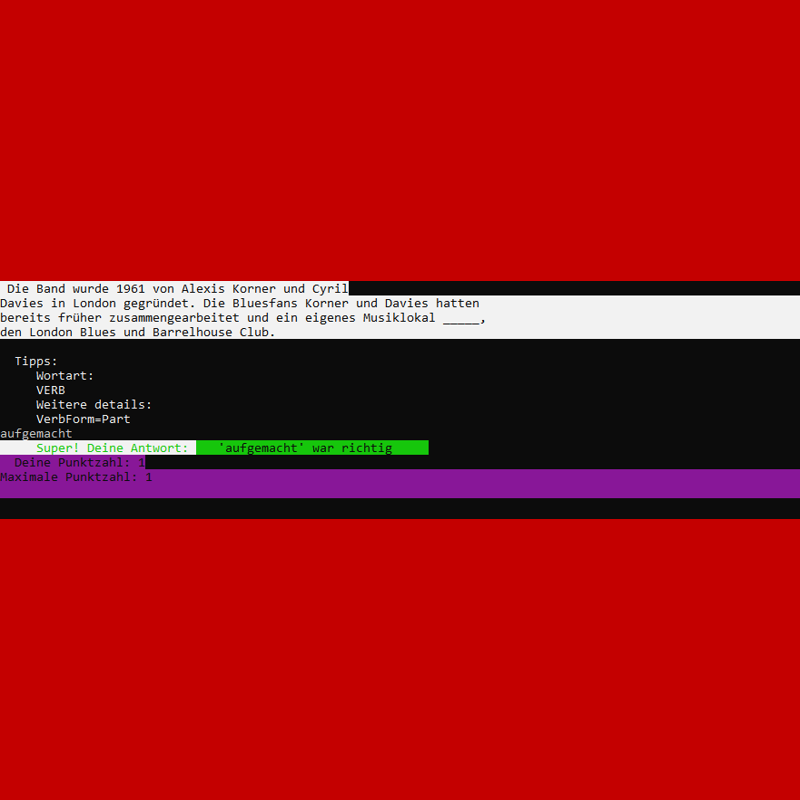 Die Band wurde 1961 von Alexis Korner und Cyril
Davies in London gegründet. Die Bluesfans Korner und Davies hatten
bereits früher zusammengearbeitet und ein eigenes Musiklokal _____,
den London Blues und Barrelhouse Club.
Tipps:
Wortart:
VERB
Weitere details:
VerbForm=Part
aufgemacht
Super! Deine Antwort: 'aufgemacht' war richtig
Deine Punktzahl: 1
Maximale Punktzahl: 1